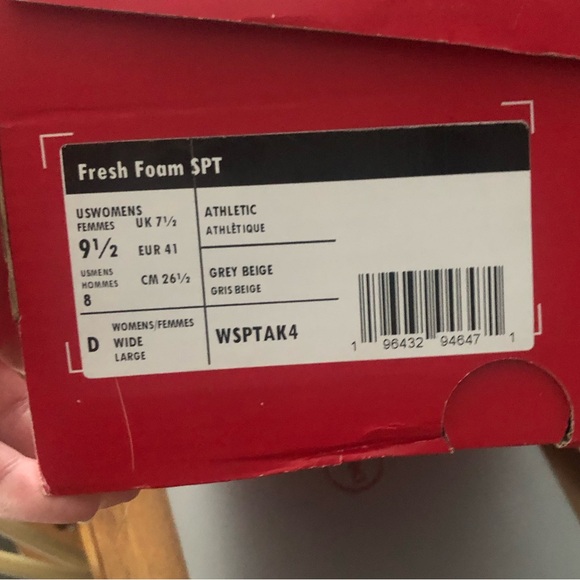 Fresh Foam SPT
USWOMENS
FEMMES UK 7½
9½ EUR 41
USMENS
HOMMES CM 26½
8
D WOMENS/FEMMES
WIDE
LARGE
ATHLETIC
ATHLÉTIQUE
GREY BEIGE
GRIS BEIGE
WSPTAK4
1 96432 94647 1